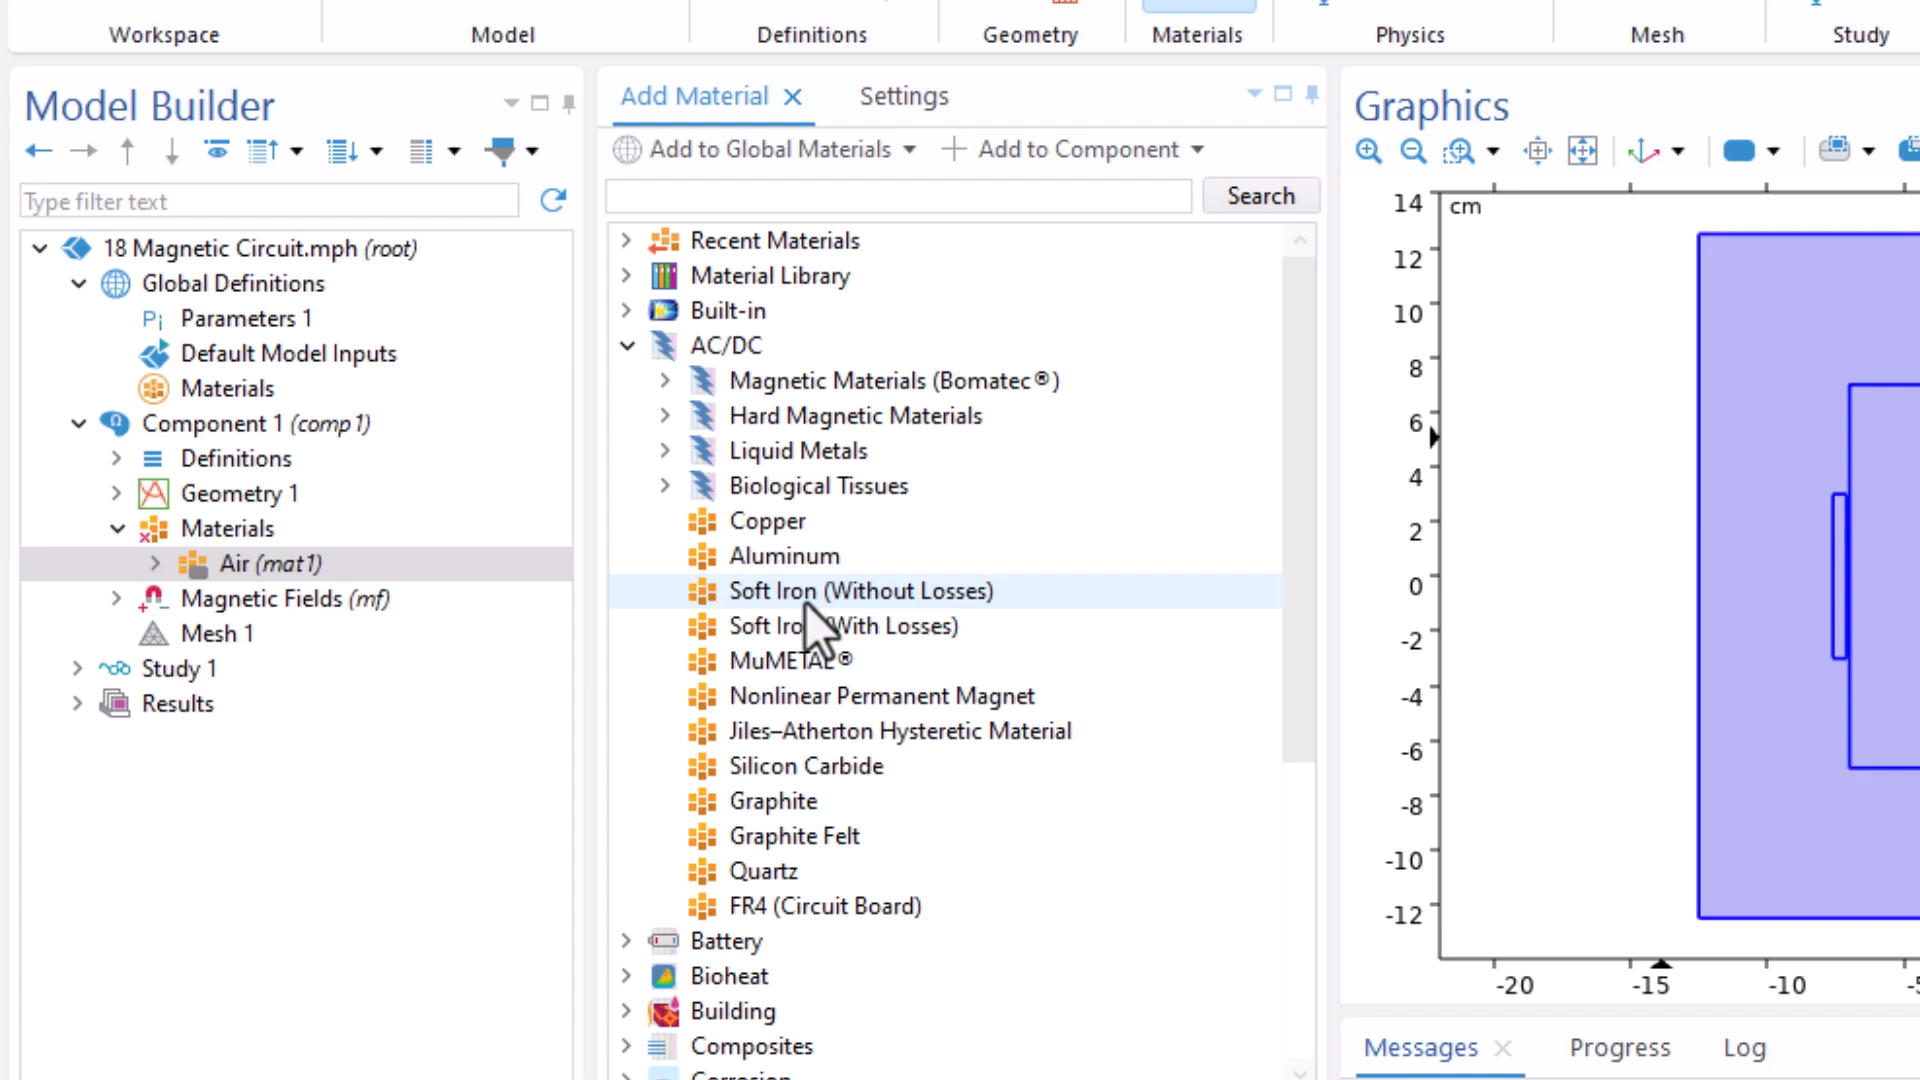 Workspace
Model
Definitions
Geometry
Materials
Physics
Mesh
Study
Model Builder
Type filter text
18 Magnetic Circuit.mph (root)
Global Definitions
Parameters 1
Default Model Inputs
Materials
Component 1 (comp1)
Definitions
Geometry 1
Materials
Air (mat1)
Magnetic Fields (mf)
Mesh 1
Study 1
Results
Add Material
Settings
Add to Global Materials
Add to Component
Search
Recent Materials
Material Library
Built-in
AC/DC
Magnetic Materials (Bomatec®)
Hard Magnetic Materials
Liquid Metals
Biological Tissues
Copper
Aluminum
Soft Iron (Without Losses)
Soft Iron (With Losses)
MuMETAL®
Nonlinear Permanent Magnet
Jiles–Atherton Hysteretic Material
Silicon Carbide
Graphite
Graphite Felt
Quartz
FR4 (Circuit Board)
Battery
Bioheat
Building
Composites
Corrosion
Graphics
cm
14
12
10
8
6
4
2
0
-2
-4
-6
-8
-10
-12
-20
-15
-10
Messages
Progress
Log